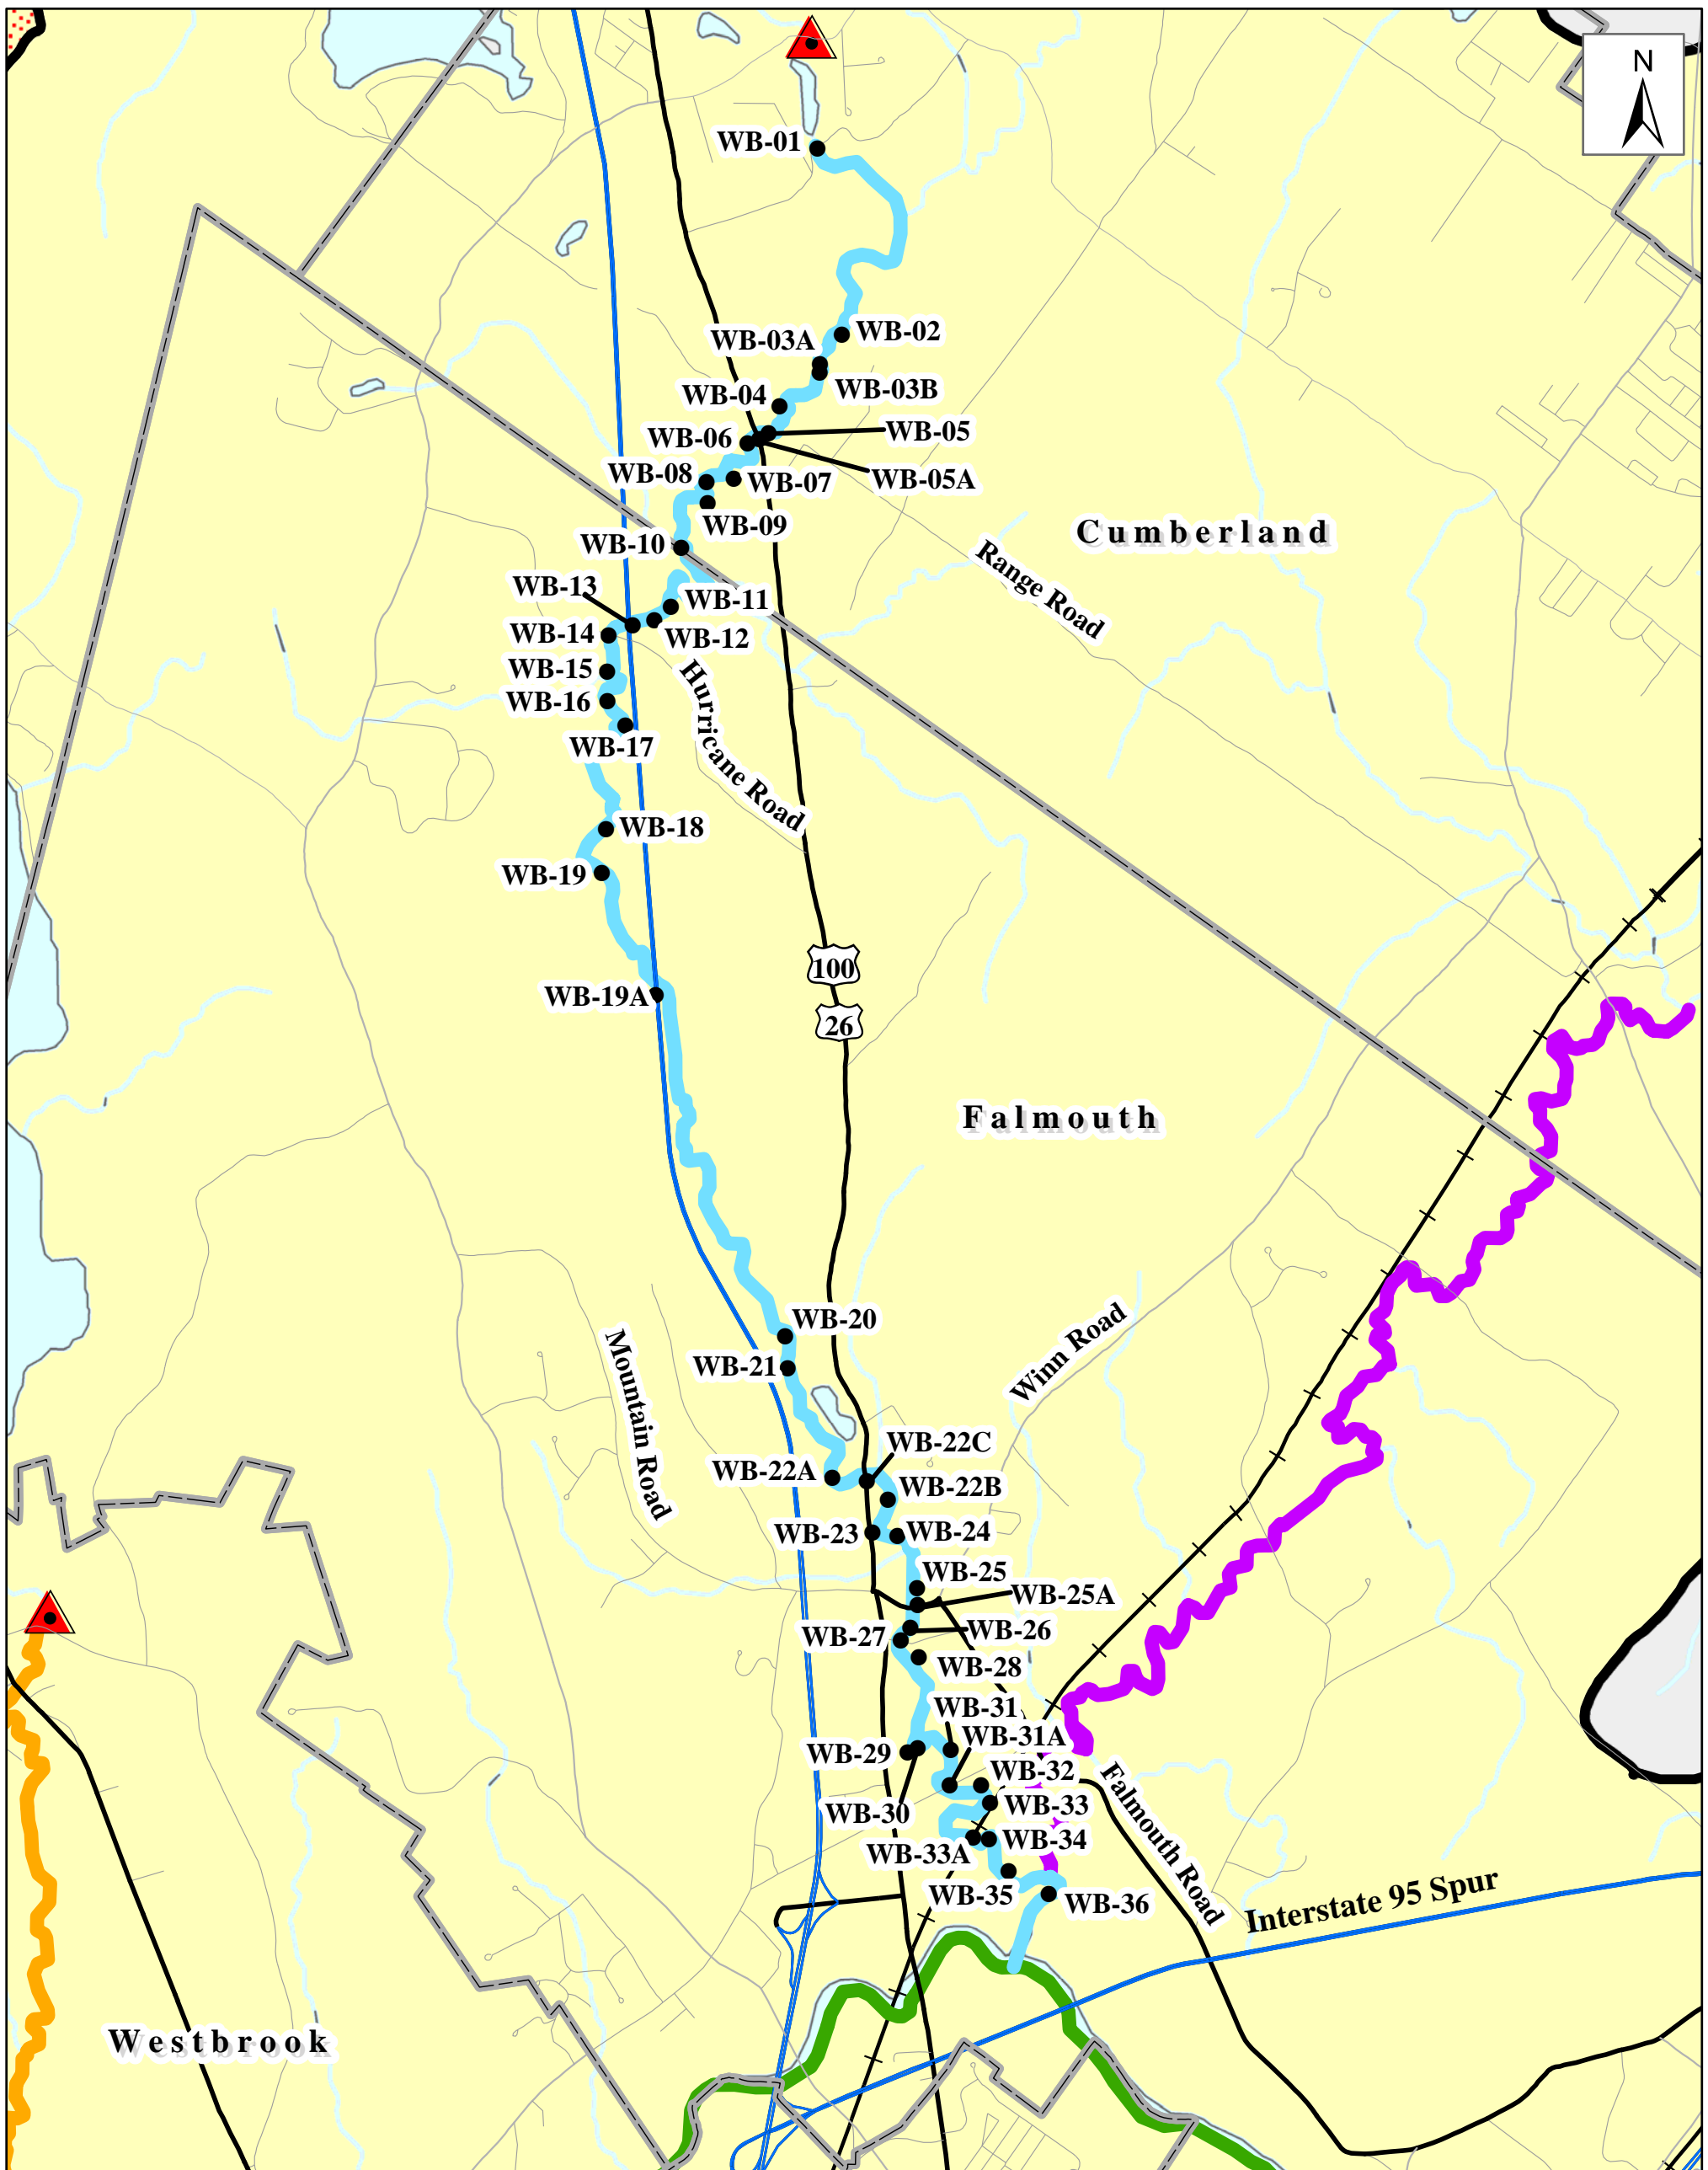 N
WB-01
WB-02
WB-03A
WB-03B
WB-04
WB-05
WB-06
WB-05A
WB-08
WB-07
WB-09
Cumberland
WB-10
Range Road
WB-13
WB-11
WB-14
WB-12
WB-15
WB-16
Hurricane Road
WB-17
WB-18
WB-19
100
WB-19A
26
Falmouth
WB-20
Winn Road
WB-21
Mountain Road
WB-22C
WB-22A
WB-22B
WB-23
WB-24
WB-25
WB-25A
WB-26
WB-27
WB-28
WB-31
WB-31A
WB-29
WB-32
Falmouth Road
WB-33
WB-30
WB-34
WB-33A
WB-35
WB-36
Interstate 95 Spur
Westbrook